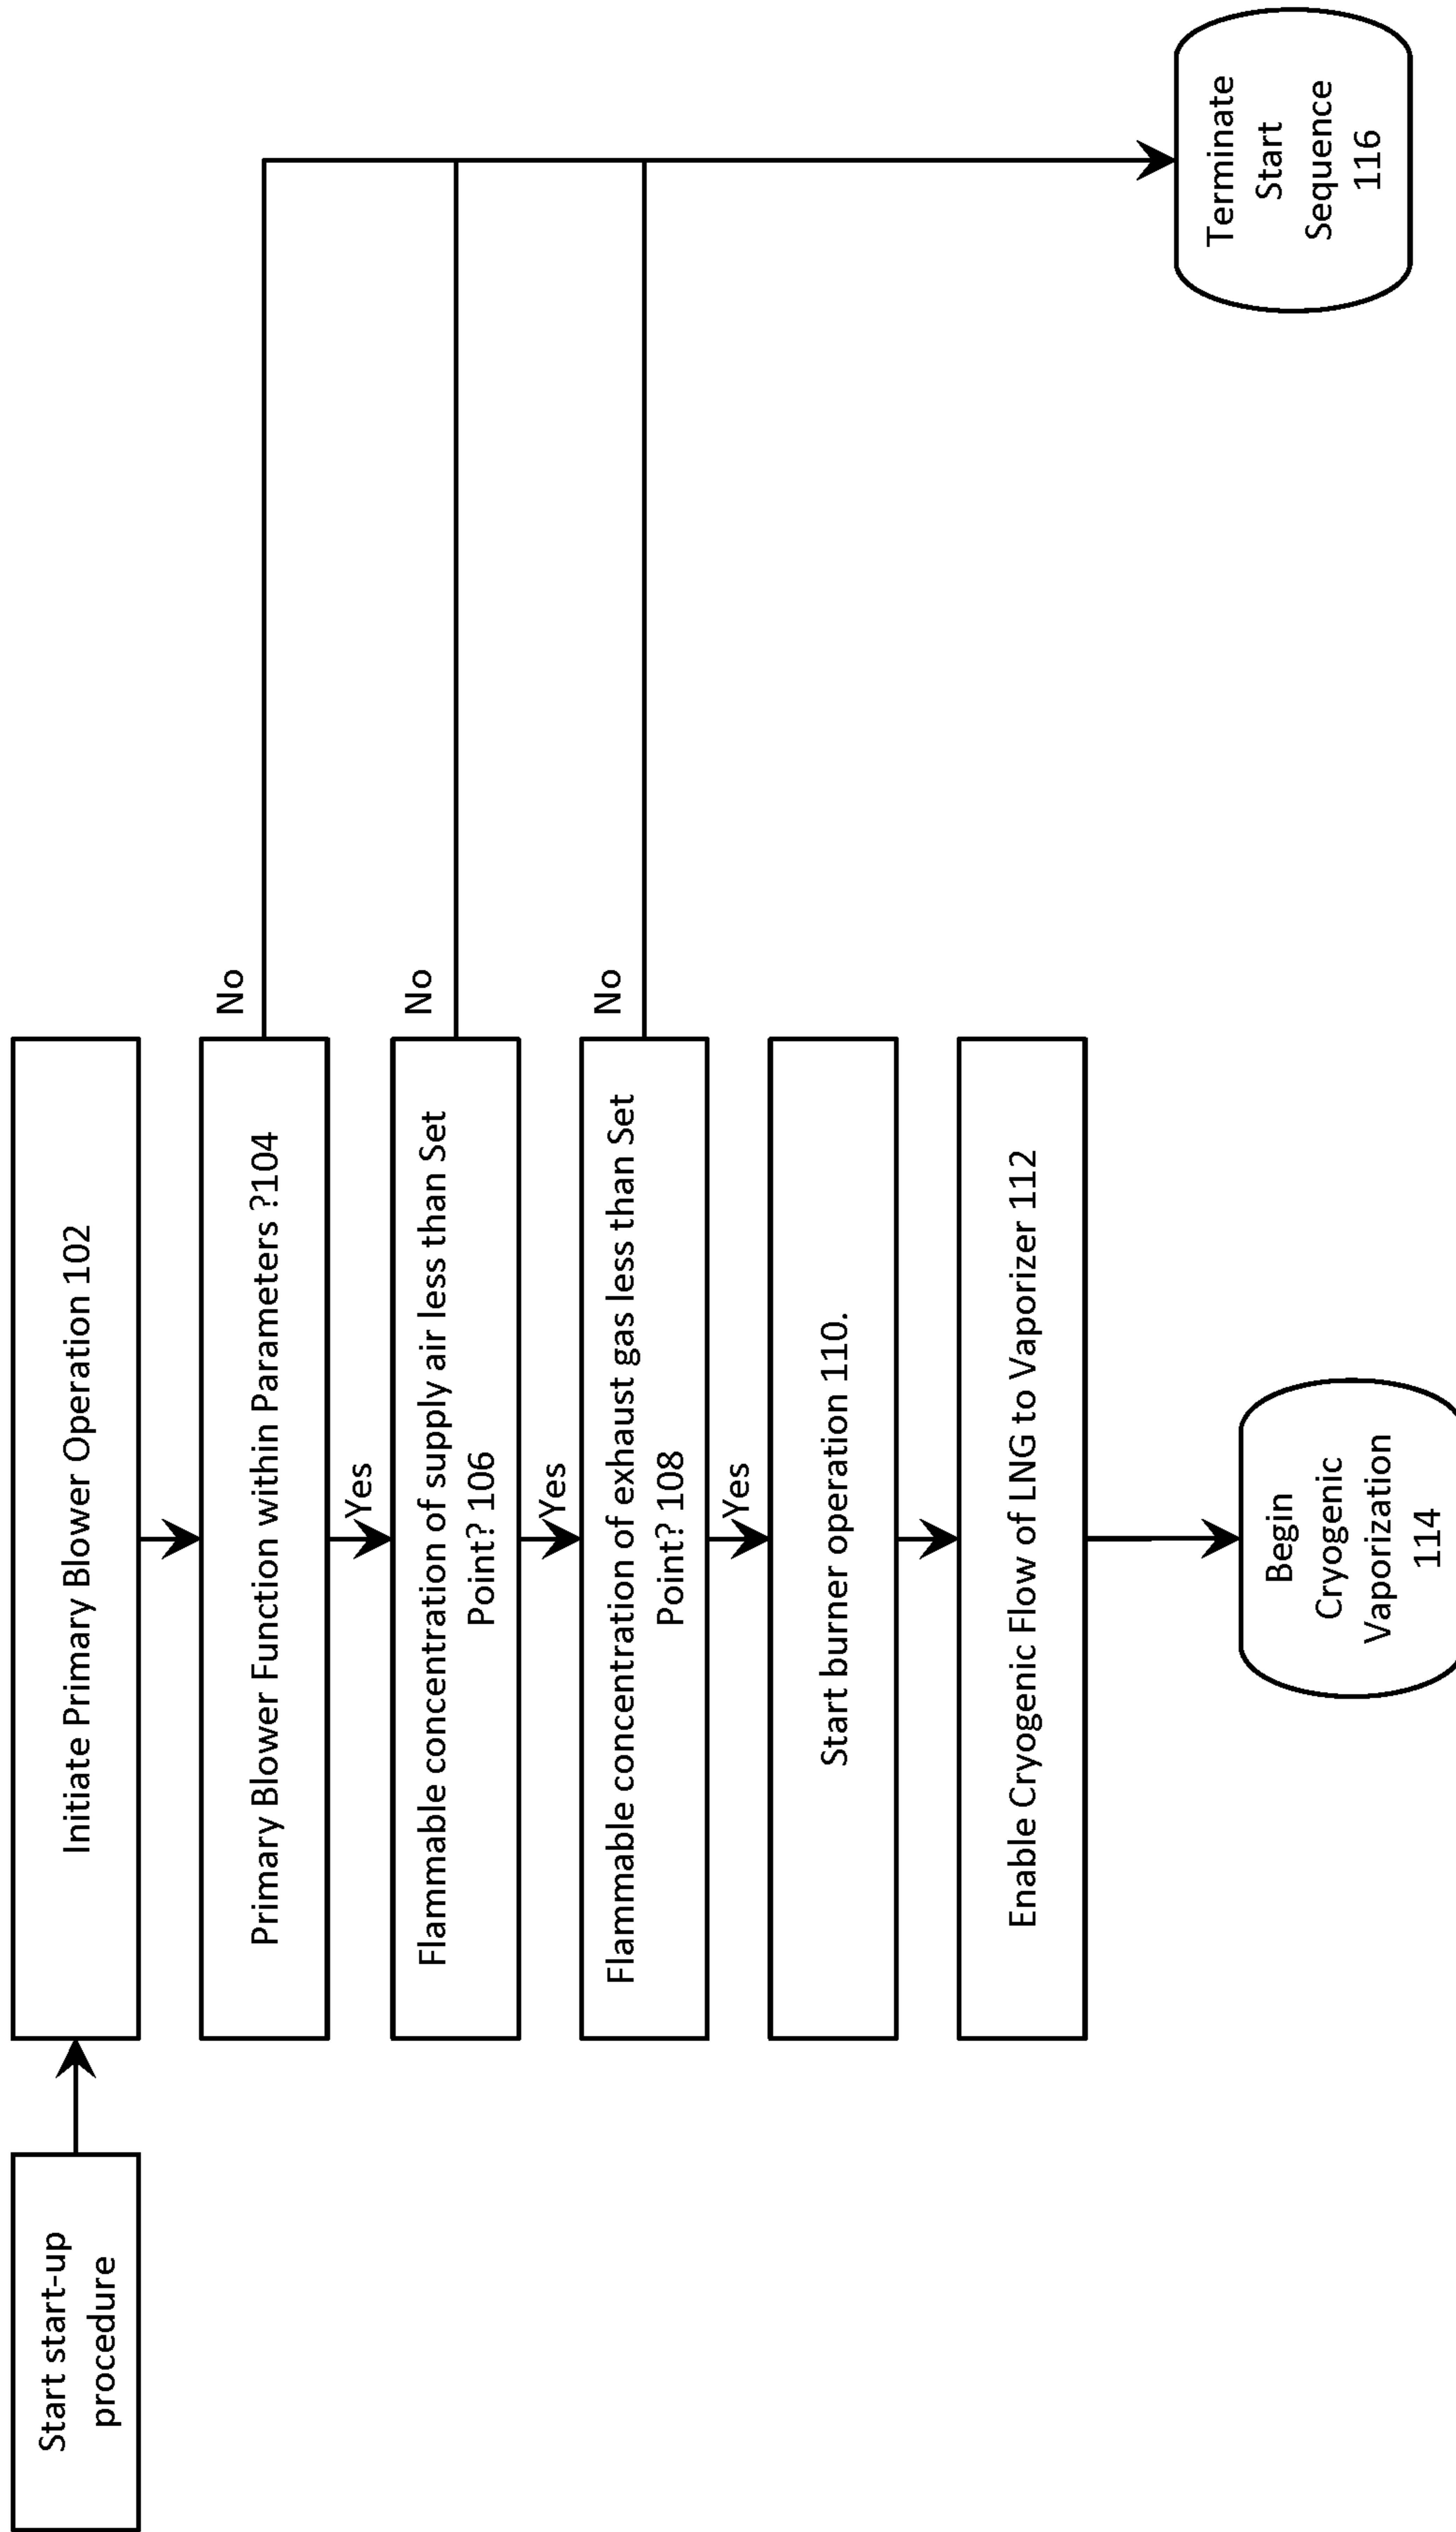 Start start-up
procedure
Initiate Primary Blower Operation 102
Primary Blower Function within Parameters ?104
No
Yes
Flammable concentration of supply air less than Set
Point? 106
No
Yes
Flammable concentration of exhaust gas less than Set
Point? 108
No
Yes
Start burner operation 110.
Enable Cryogenic Flow of LNG to Vaporizer 112
Begin
Cryogenic
Vaporization
114
Terminate
Start
Sequence
116